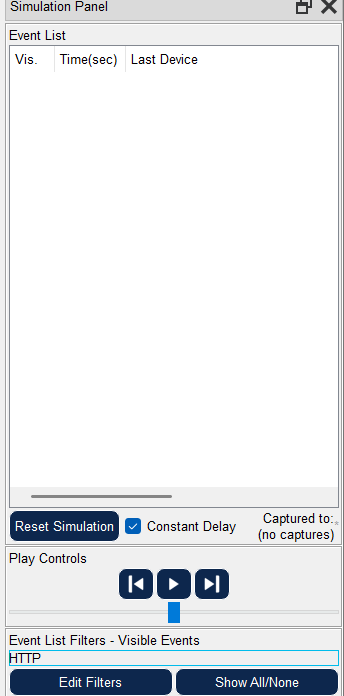 Simulation Panel
Event List
Vis. Time(sec) Last Device
Reset Simulation Constant Delay Captured to:*
(no captures)
Play Controls
Event List Filters - Visible Events
HTTP
Edit Filters Show All/None